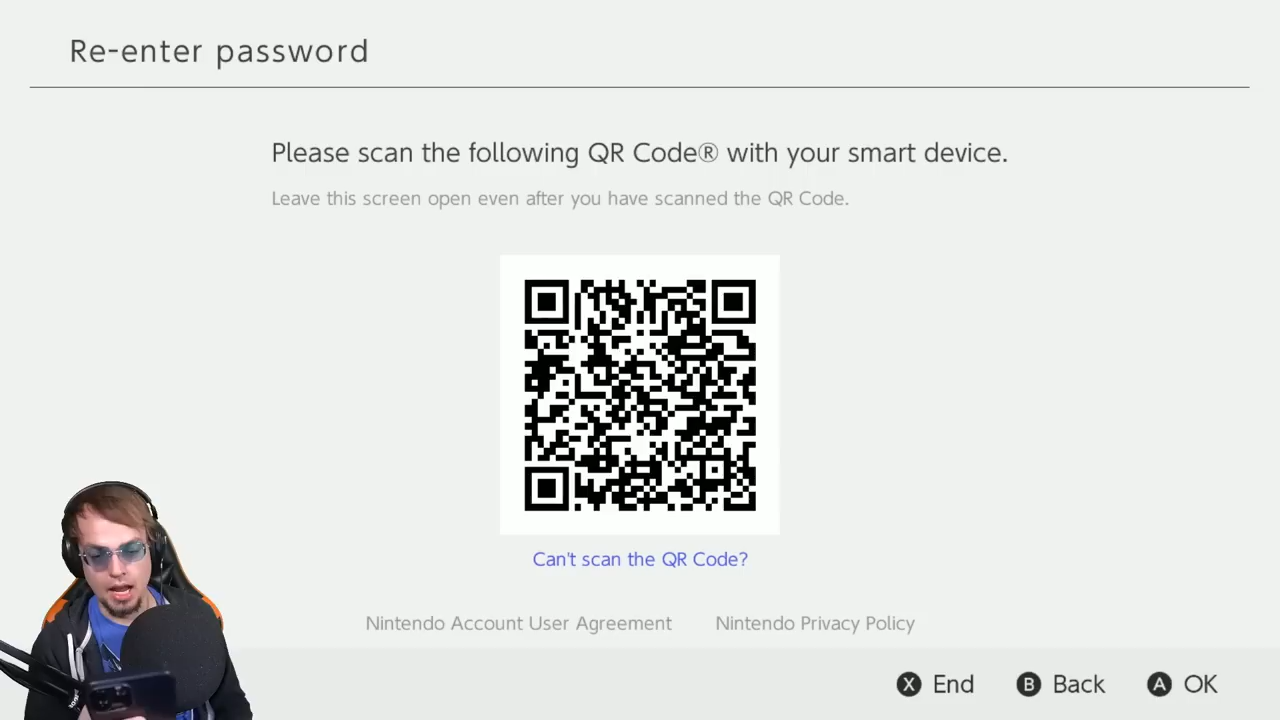 Re-enter password
Please scan the following QR Code® with your smart device.
Leave this screen open even after you have scanned the QR Code.
Can't scan the QR Code?
Nintendo Account User Agreement Nintendo Privacy Policy
X End B Back A OK